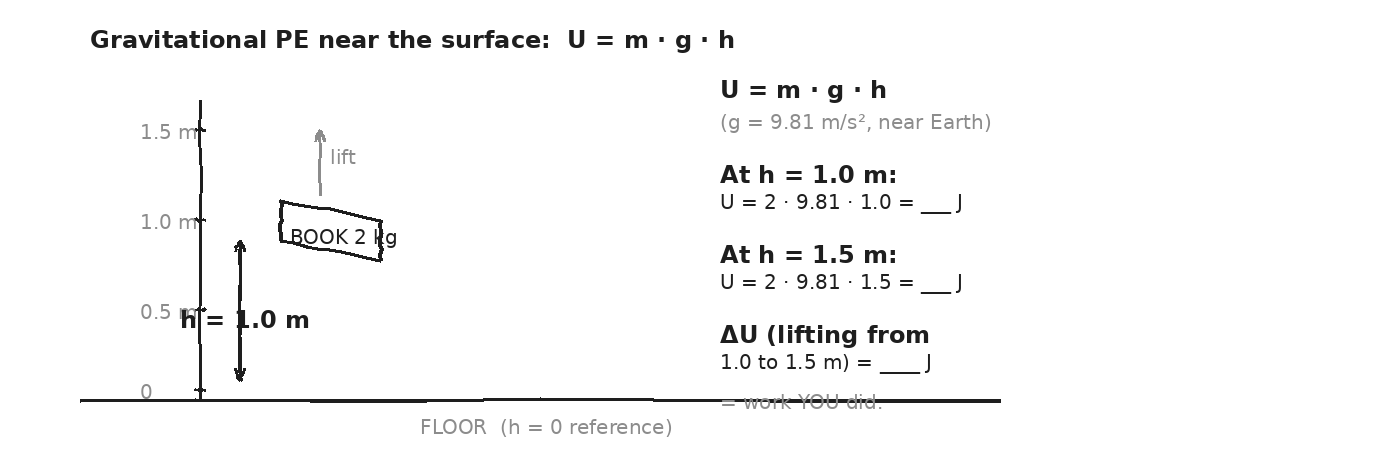 Gravitational PE near the surface:  U = m · g · h
1.5 m
lift
1.0 m
BOOK 2 kg
0.5 m
h = 1.0 m
0
FLOOR  (h = 0 reference)
U = m · g · h
(g = 9.81 m/s², near Earth)
At h = 1.0 m:
U = 2 · 9.81 · 1.0 = ___ J
At h = 1.5 m:
U = 2 · 9.81 · 1.5 = ___ J
ΔU (lifting from
1.0 to 1.5 m) = ____ J
= work YOU did.